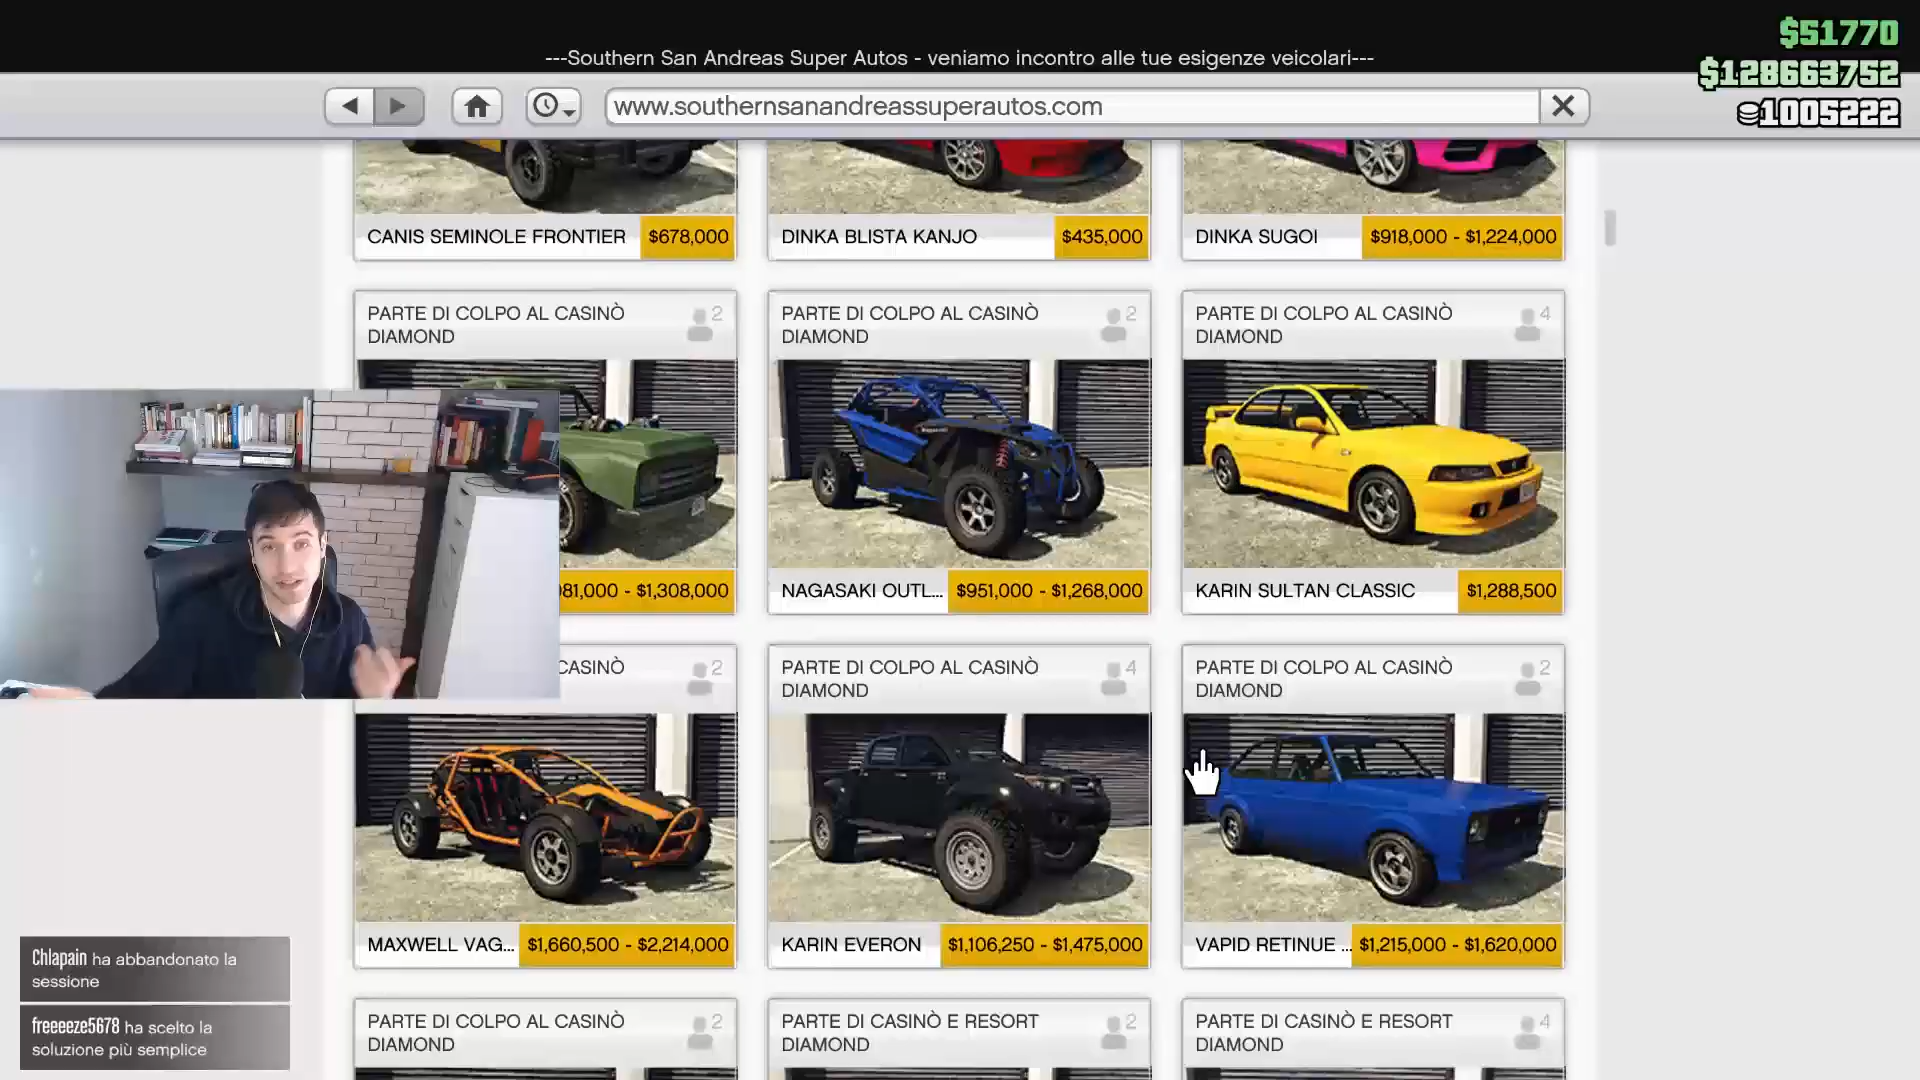 $51770
---Southern San Andreas Super Autos - veniamo incontro alle tue esigenze veicolari---
$128663752
www.southernsanandreassuperautos.com
1005222
CANIS SEMINOLE FRONTIER $678,000
DINKA BLISTA KANJO $435,000
DINKA SUGOI $918,000 - $1,224,000
PARTE DI COLPO AL CASINÒ
DIAMOND
2
PARTE DI COLPO AL CASINÒ
DIAMOND
2
PARTE DI COLPO AL CASINÒ
DIAMOND
4
81,000 - $1,308,000
NAGASAKI OUTL... $951,000 - $1,268,000
KARIN SULTAN CLASSIC $1,288,500
CASINÒ
2
PARTE DI COLPO AL CASINÒ
DIAMOND
4
PARTE DI COLPO AL CASINÒ
DIAMOND
2
MAXWELL VAG... $1,660,500 - $2,214,000
KARIN EVERON $1,106,250 - $1,475,000
VAPID RETINUE ... $1,215,000 - $1,620,000
Chlapain ha abbandonato la
sessione
freeeeze5678 ha scelto la
soluzione più semplice
PARTE DI COLPO AL CASINÒ
DIAMOND
2
PARTE DI CASINÒ E RESORT
DIAMOND
2
PARTE DI CASINÒ E RESORT
DIAMOND
4